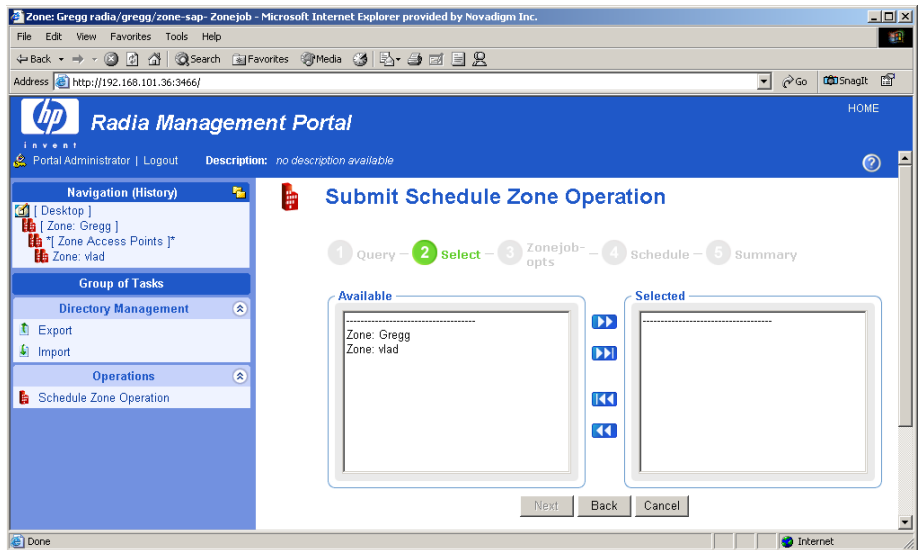 Zone: Gregg radia/gregg/zone-sap- Zonejob - Microsoft Internet Explorer provided by Novadigm Inc.
File Edit View Favorites Tools Help
Back Search Favorites Media
Address http://192.168.101.36:3466/ Go SnagIt
hp
invent
Radia Management Portal
HOME
Portal Administrator | Logout Description: no description available
Navigation (History)
[ Desktop ]
[ Zone: Gregg ]
*[ Zone Access Points ]*
Zone: vlad
Group of Tasks
Directory Management
Export
Import
Operations
Schedule Zone Operation
Submit Schedule Zone Operation
1 Query – 2 Select – 3 Zonejob-opts – 4 Schedule – 5 Summary
Available
-----------------------------------
Zone: Gregg
Zone: vlad
Selected
-----------------------------------
Next Back Cancel
Done Internet